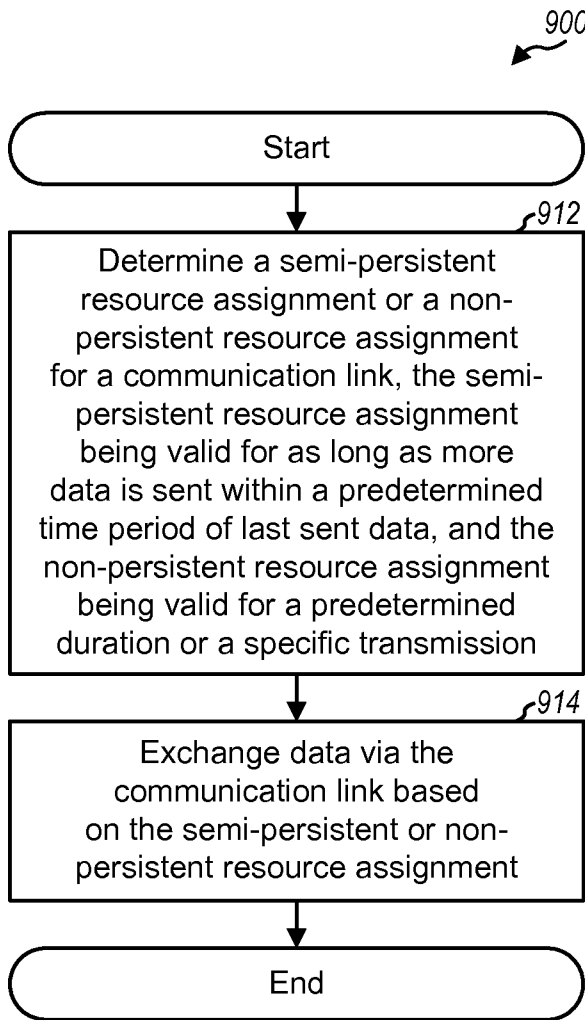 900
Start
912
Determine a semi-persistent
resource assignment or a non-
persistent resource assignment
for a communication link, the semi-
persistent resource assignment
being valid for as long as more
data is sent within a predetermined
time period of last sent data, and the
non-persistent resource assignment
being valid for a predetermined
duration or a specific transmission
914
Exchange data via the
communication link based
on the semi-persistent or non-
persistent resource assignment
End